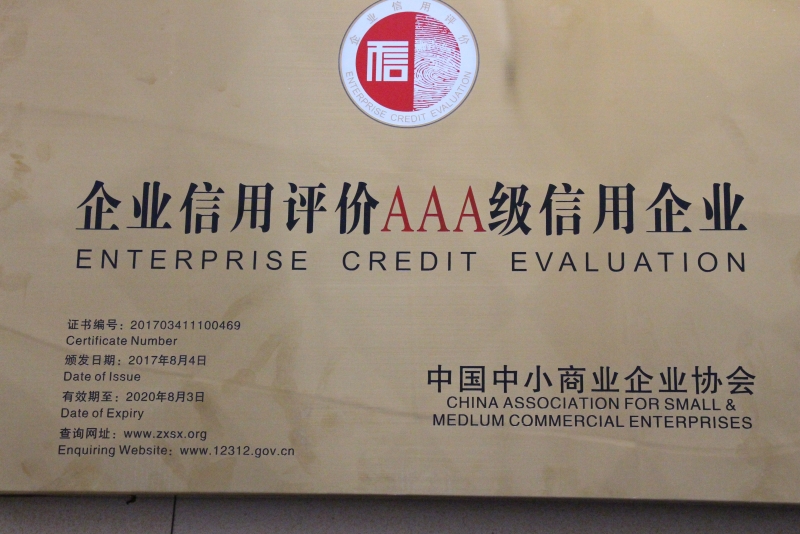 企业信用评价
信
ENTERPRISE CREDIT EVALUATION
企业信用评价AAA级信用企业
ENTERPRISE CREDIT EVALUATION
证书编号：201703411100469
Certificate Number
颁发日期：2017年8月4日
Date of Issue
有效期至：2020年8月3日
Date of Expiry
查询网址：www.zxsx.org
Enquiring Website：www.12312.gov.cn
中国中小商业企业协会
CHINA ASSOCIATION FOR SMALL &
MEDLUM COMMERCIAL ENTERPRISES